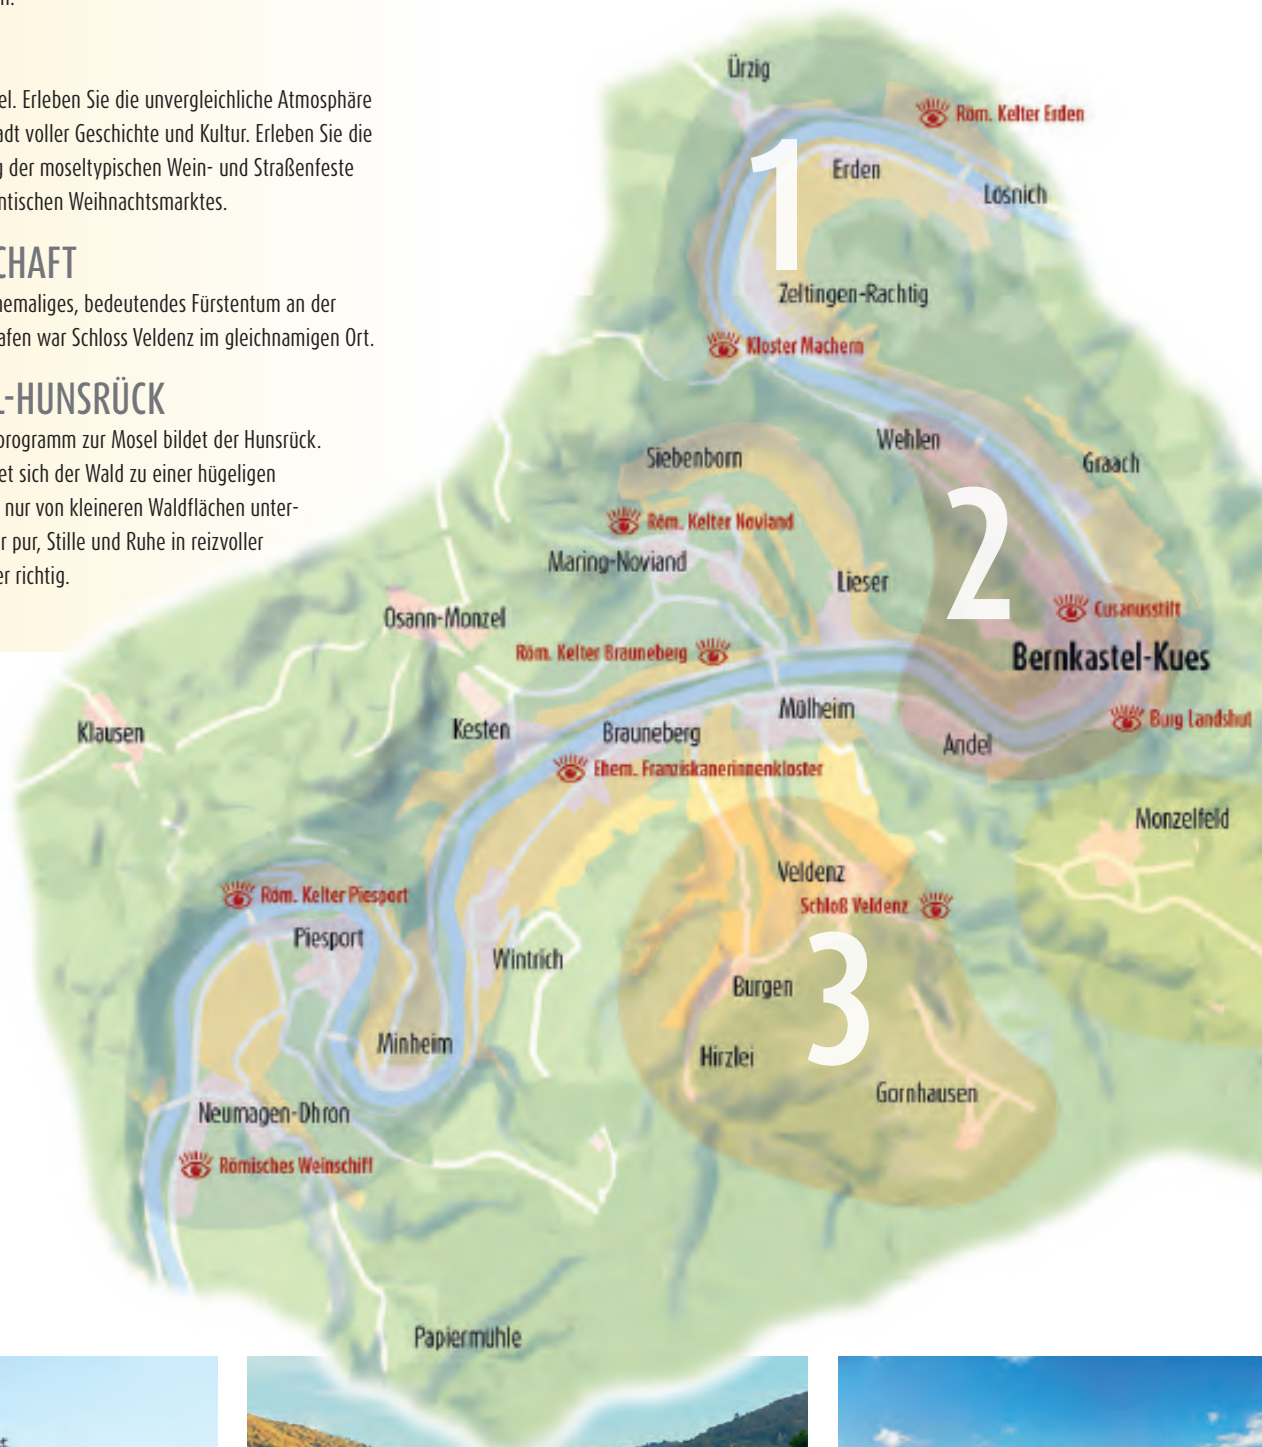 el. Erleben Sie die unvergleichliche Atmosphäre
adt voller Geschichte und Kultur. Erleben Sie die
g der moseltypischen Wein- und Straßenfeste
ntischen Weihnachtsmarktes.
CHAFT
hemaliges, bedeutendes Fürstentum an der
afen war Schloss Veldenz im gleichnamigen Ort.
L-HUNSRÜCK
programm zur Mosel bildet der Hunsrück.
et sich der Wald zu einer hügeligen
nur von kleineren Waldflächen unter-
r pur, Stille und Ruhe in reizvoller
er richtig.
Ürzig
Röm. Kelter Erden
1
Erden
Lösnich
Zeltingen-Rachtig
Kloster Machern
Wehlen
Siebenborn
Graach
2
Röm. Kelter Noviand
Maring-Noviand
Lieser
Cusanusstift
Osann-Monzel
Röm. Kelter Brauneberg
Bernkastel-Kues
Mülheim
Burg Landshut
Klausen
Kesten
Brauneberg
Andel
Ehem. Franziskanerinnenkloster
Monzelfeld
Veldenz
Röm. Kelter Piesport
Schloß Veldenz
Piesport
3
Wintrich
Burgen
Minheim
Hirzlei
Gornhausen
Neumagen-Dhron
Römisches Weinschiff
Papiermühle